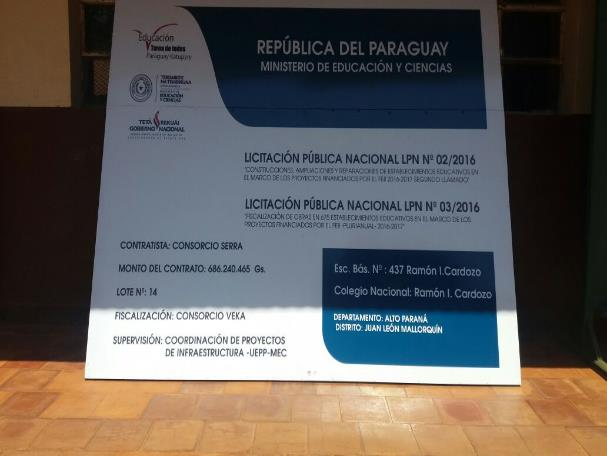 Educación
Tarea de todos
REPÚBLICA DEL PARAGUAY
MINISTERIO DE EDUCACIÓN Y CIENCIAS
MINISTERIO DE
EDUCACIÓN
Y CIENCIAS
TETÃ REKUÁI
GOBIERNO NACIONAL
LICITACIÓN PÚBLICA NACIONAL LPN Nº 02/2016
"CONSTRUCCIONES, AMPLIACIONES Y REPARACIONES DE ESTABLECIMIENTOS EDUCATIVOS EN
EL MARCO DE LOS PROYECTOS FINANCIADOS POR EL FEEI 2016-2017 SEGUNDO LLAMADO"
LICITACIÓN PÚBLICA NACIONAL LPN Nº 03/2016
"FISCALIZACIÓN DE OBRAS EN 675 ESTABLECIMIENTOS EDUCATIVOS EN EL MARCO DE LOS
PROYECTOS FINANCIADOS POR EL FEEI -PLURIANUAL- 2016-2017"
CONTRATISTA: CONSORCIO SERRA
MONTO DEL CONTRATO: 686.240.465 Gs.
LOTE Nº: 14
FISCALIZACIÓN: CONSORCIO VEKA
SUPERVISIÓN: COORDINACIÓN DE PROYECTOS
DE INFRAESTRUCTURA -UEPP-MEC
Esc. Bás. Nº : 437 Ramón I.Cardozo
Colegio Nacional: Ramón I. Cardozo
DEPARTAMENTO: ALTO PARANÁ
DISTRITO: JUAN LEÓN MALLORQUÍN